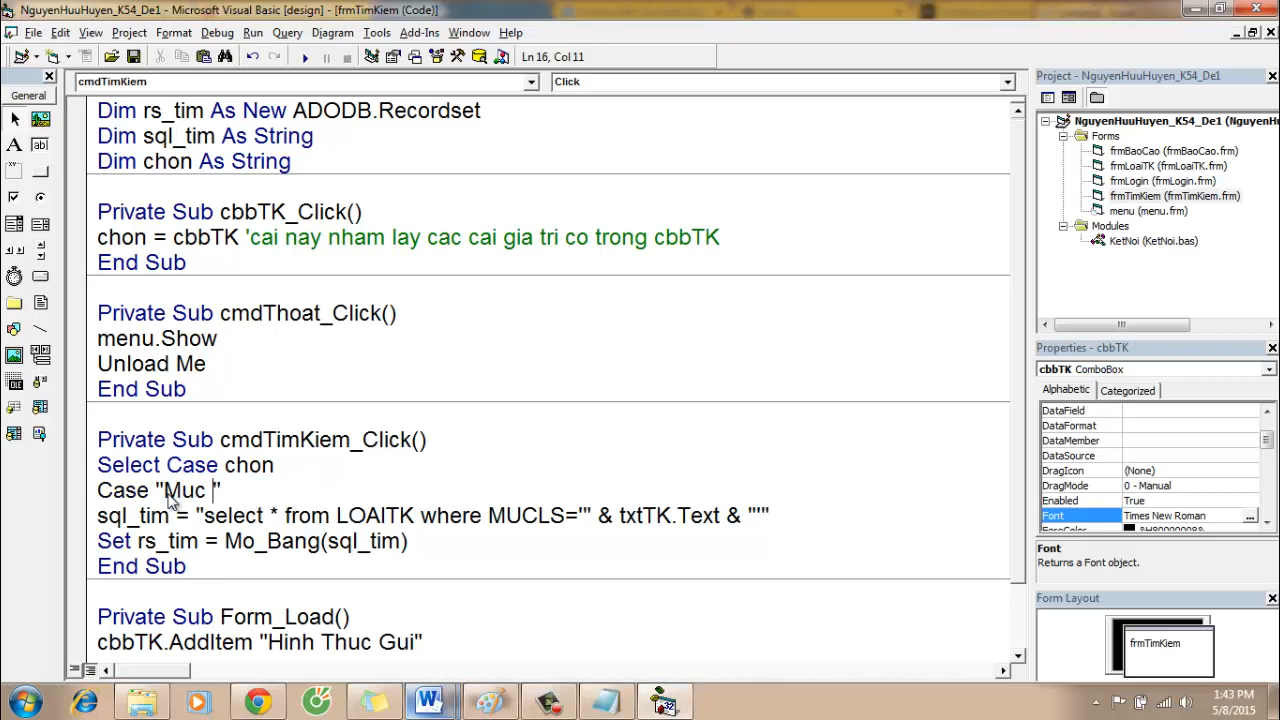 NguyenHuuHuyen_K54_De1 - Microsoft Visual Basic [design] - [frmTimKiem (Code)]
File Edit View Project Format Debug Run Query Diagram Tools Add-Ins Window Help
Ln 16, Col 11
General
cmdTimKiem
Click
Dim rs_tim As New ADODB.Recordset
Dim sql_tim As String
Dim chon As String
Private Sub cbbTK_Click()
chon = cbbTK 'cai nay nham lay cac cai gia tri co trong cbbTK
End Sub
Private Sub cmdThoat_Click()
menu.Show
Unload Me
End Sub
Private Sub cmdTimKiem_Click()
Select Case chon
Case "Muc "
sql_tim = "select * from LOAITK where MUCLS='" & txtTK.Text & "'"
Set rs_tim = Mo_Bang(sql_tim)
End Sub
Private Sub Form_Load()
cbbTK.AddItem "Hinh Thuc Gui"
Project - NguyenHuuHuyen_K54_De1
NguyenHuuHuyen_K54_De1 (NguyenH
Forms
frmBaoCao (frmBaoCao.frm)
frmLoaiTK (frmLoaiTK.frm)
frmLogin (frmLogin.frm)
frmTimKiem (frmTimKiem.frm)
menu (menu.frm)
Modules
KetNoi (KetNoi.bas)
Properties - cbbTK
cbbTK ComboBox
Alphabetic Categorized
DataField
DataFormat
DataMember
DataSource
DragIcon (None)
DragMode 0 - Manual
Enabled True
Font Times New Roman ...
ForeColor &H80000008&
Font
Returns a Font object.
Form Layout
frmTimKiem
1:43 PM
5/8/2015